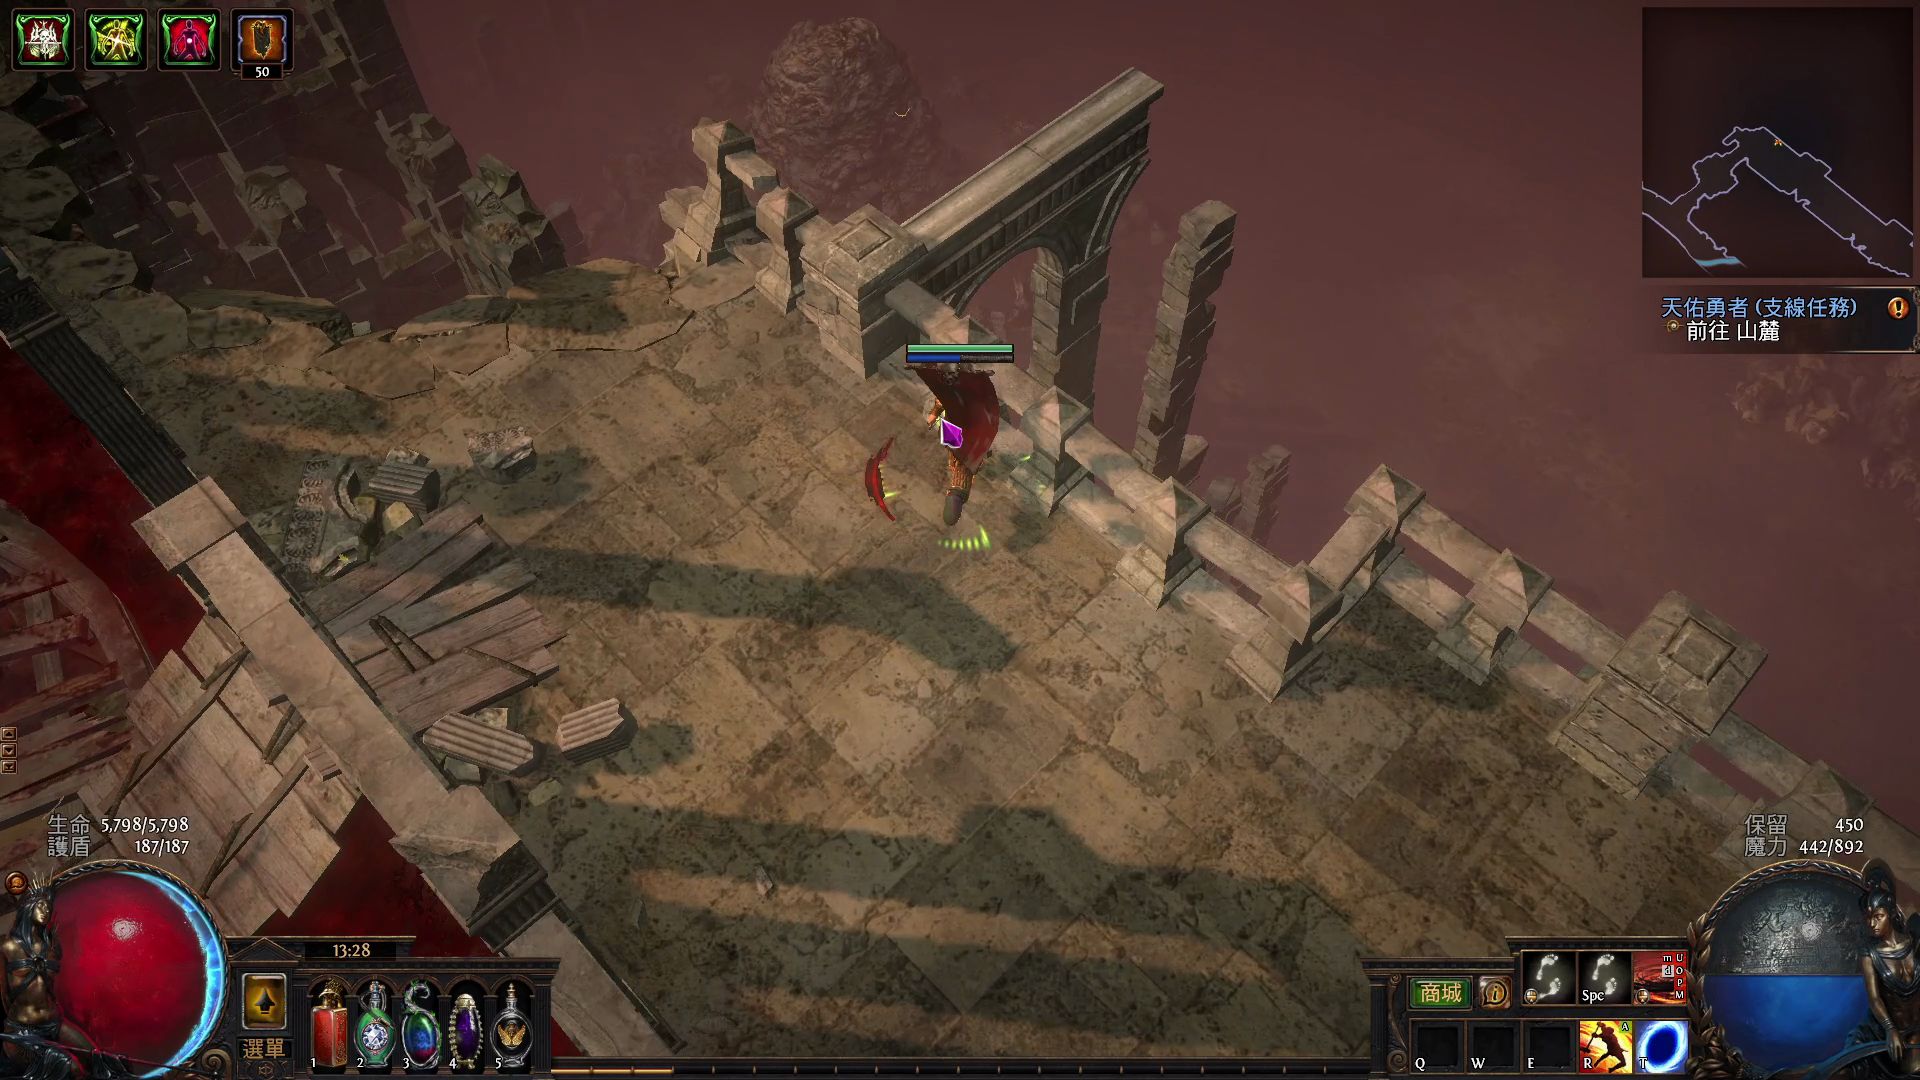 50
天佑勇者 (支線任務)
前往 山麓
生命 5,798/5,798
護盾 187/187
保留 450
魔力 442/892
13:28
選單
1
2
3
4
5
商城
Spc
m U
d O
P
M
Q
W
E
R
A
T